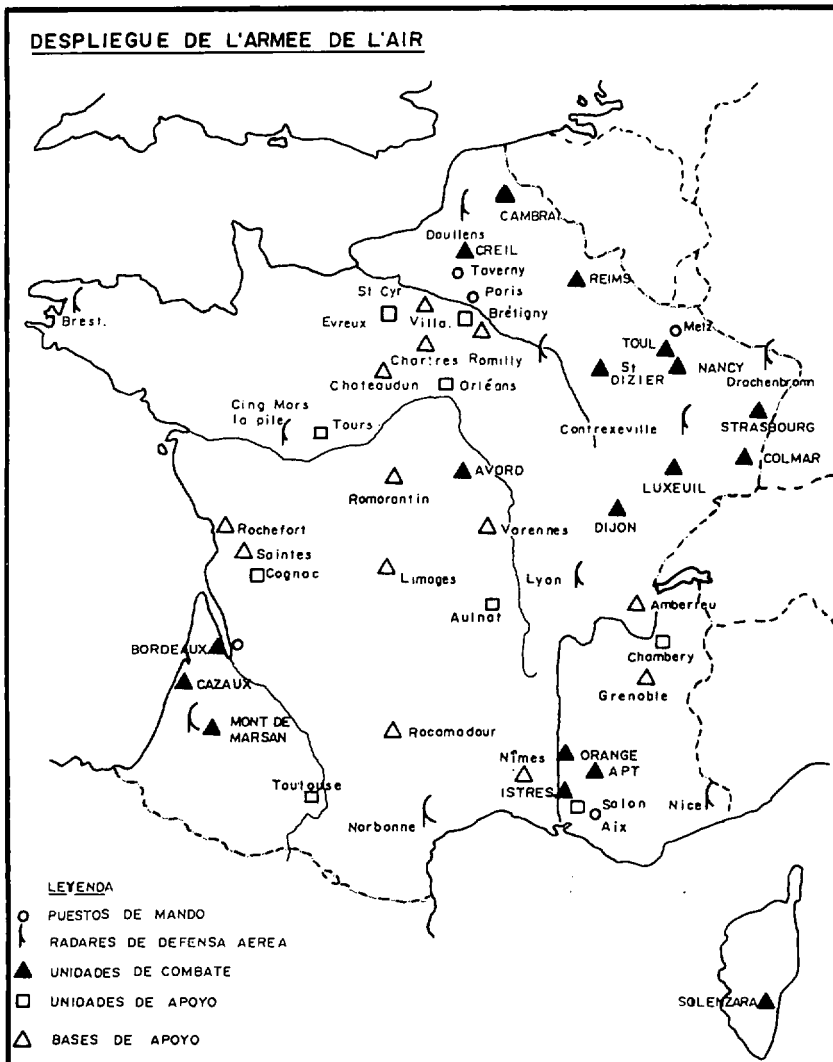 DESPLIEGUE DE L'ARMEE DE L'AIR
CAMBRAI
Doullens
CREIL
Taverny
REIMS
St Cyr
Paris
Evreux
Villa.
Brétigny
Metz
TOUL
Chartres
Romilly
St
DIZIER
NANCY
Drachenbronn
Chateaudun
Orléans
Cinq Mars
la pile
Tours
Contrexeville
STRASBOURG
COLMAR
AVORD
LUXEUIL
Romorantin
DIJON
Rochefort
Varennes
Saintes
Cognac
Limoges
Lyon
Brest.
Aulnat
Amberreu
BORDEAUX
Chambery
CAZAUX
Grenoble
MONT DE
MARSAN
Rocamadour
Nîmes
ORANGE
APT
Toutouse
ISTRES
Salon
Nice
Norbonne
Aix
LEYENDA
PUESTOS DE MANDO
RADARES DE DEFENSA AEREA
UNIDADES DE COMBATE
SOLENZARA
UNIDADES DE APOYO
BASES DE APOYO